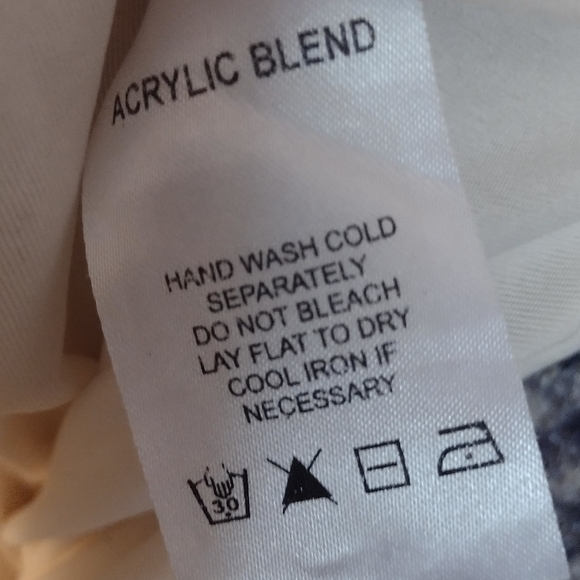 ACRYLIC BLEND
HAND WASH COLD
SEPARATELY
DO NOT BLEACH
LAY FLAT TO DRY
COOL IRON IF
NECESSARY
30